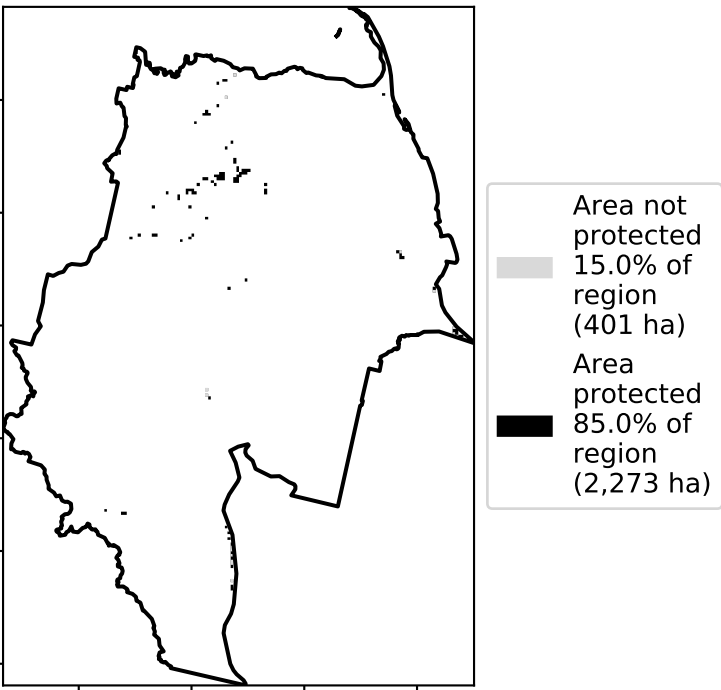 Area not
protected
15.0% of
region
(401 ha)
Area
protected
85.0% of
region
(2,273 ha)